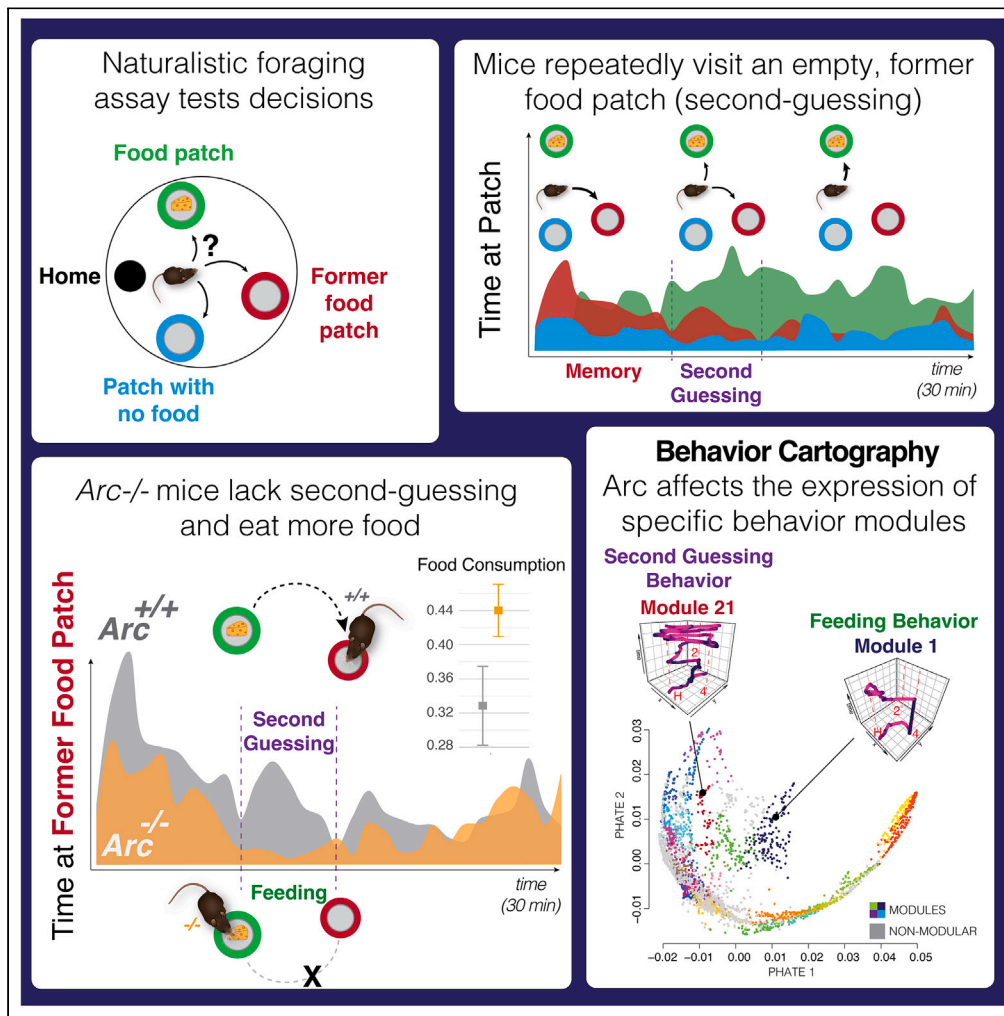 Naturalistic foraging
assay tests decisions
Food patch
?
Home
Former
food
patch
Patch with
no food
Mice repeatedly visit an empty, former
food patch (second-guessing)
Time at Patch
Memory
Second
Guessing
time
(30 min)
Arc-/- mice lack second-guessing
and eat more food
Food Consumption
+/+
0.44
0.40
0.36
0.32
0.28
Arc+/+
Second
Guessing
Arc-/-
Time at Former Food Patch
Feeding
time
(30 min)
-/-
X
Behavior Cartography
Arc affects the expression of
specific behavior modules
Second Guessing
Behavior
Module 21
Feeding Behavior
Module 1
2
H
4
2
H
4
0.03
0.02
0.01
0.00
-0.01
PHATE 2
MODULES
NON-MODULAR
-0.02
-0.01
0.00
0.01
0.02
0.03
0.04
0.05
PHATE 1